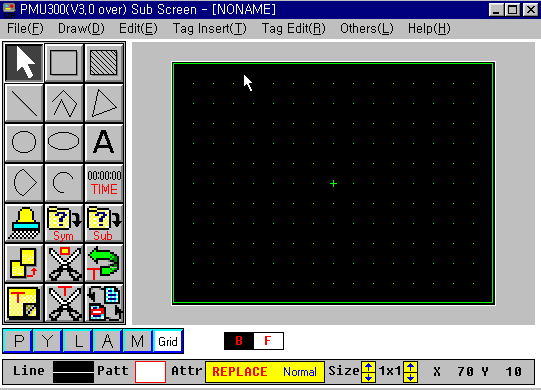 PMU300(V3,0 over) Sub Screen - [NONAME]
File(F) Draw(D) Edit(E) Tag Insert(T) Tag Edit(R) Others(L) Help(H)
A
00:00:00
TIME
? Sym ? Sub
T
T T
P Y L A M Grid B F
Line Patt Attr REPLACE Normal Size 1x1 X 70 Y 10